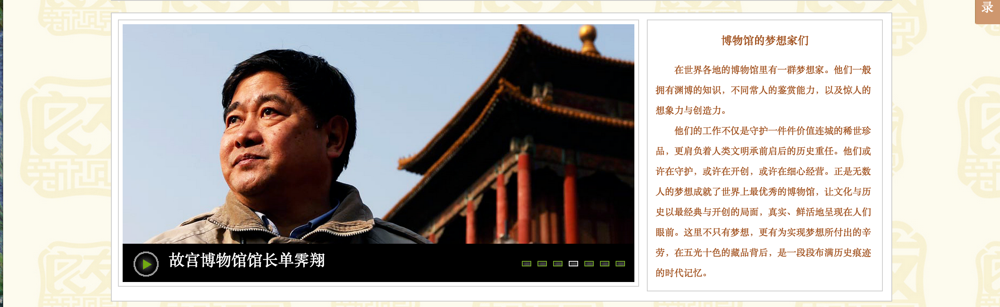 录
故宫博物馆馆长单霁翔
博物馆的梦想家们
在世界各地的博物馆里有一群梦想家。他们一般
拥有渊博的知识，不同常人的鉴赏能力，以及惊人的
想象力与创造力。
他们的工作不仅是守护一件件价值连城的稀世珍
品，更肩负着人类文明承前启后的历史重任。他们或
许在守护，或许在开创，或许在细心经营。正是无数
人的梦想成就了世界上最优秀的博物馆，让文化与历
史以最经典与开创的局面，真实、鲜活地呈现在人们
眼前。这里不只有梦想，更有为实现梦想所付出的辛
劳，在五光十色的藏品背后，是一段段布满历史痕迹
的时代记忆。